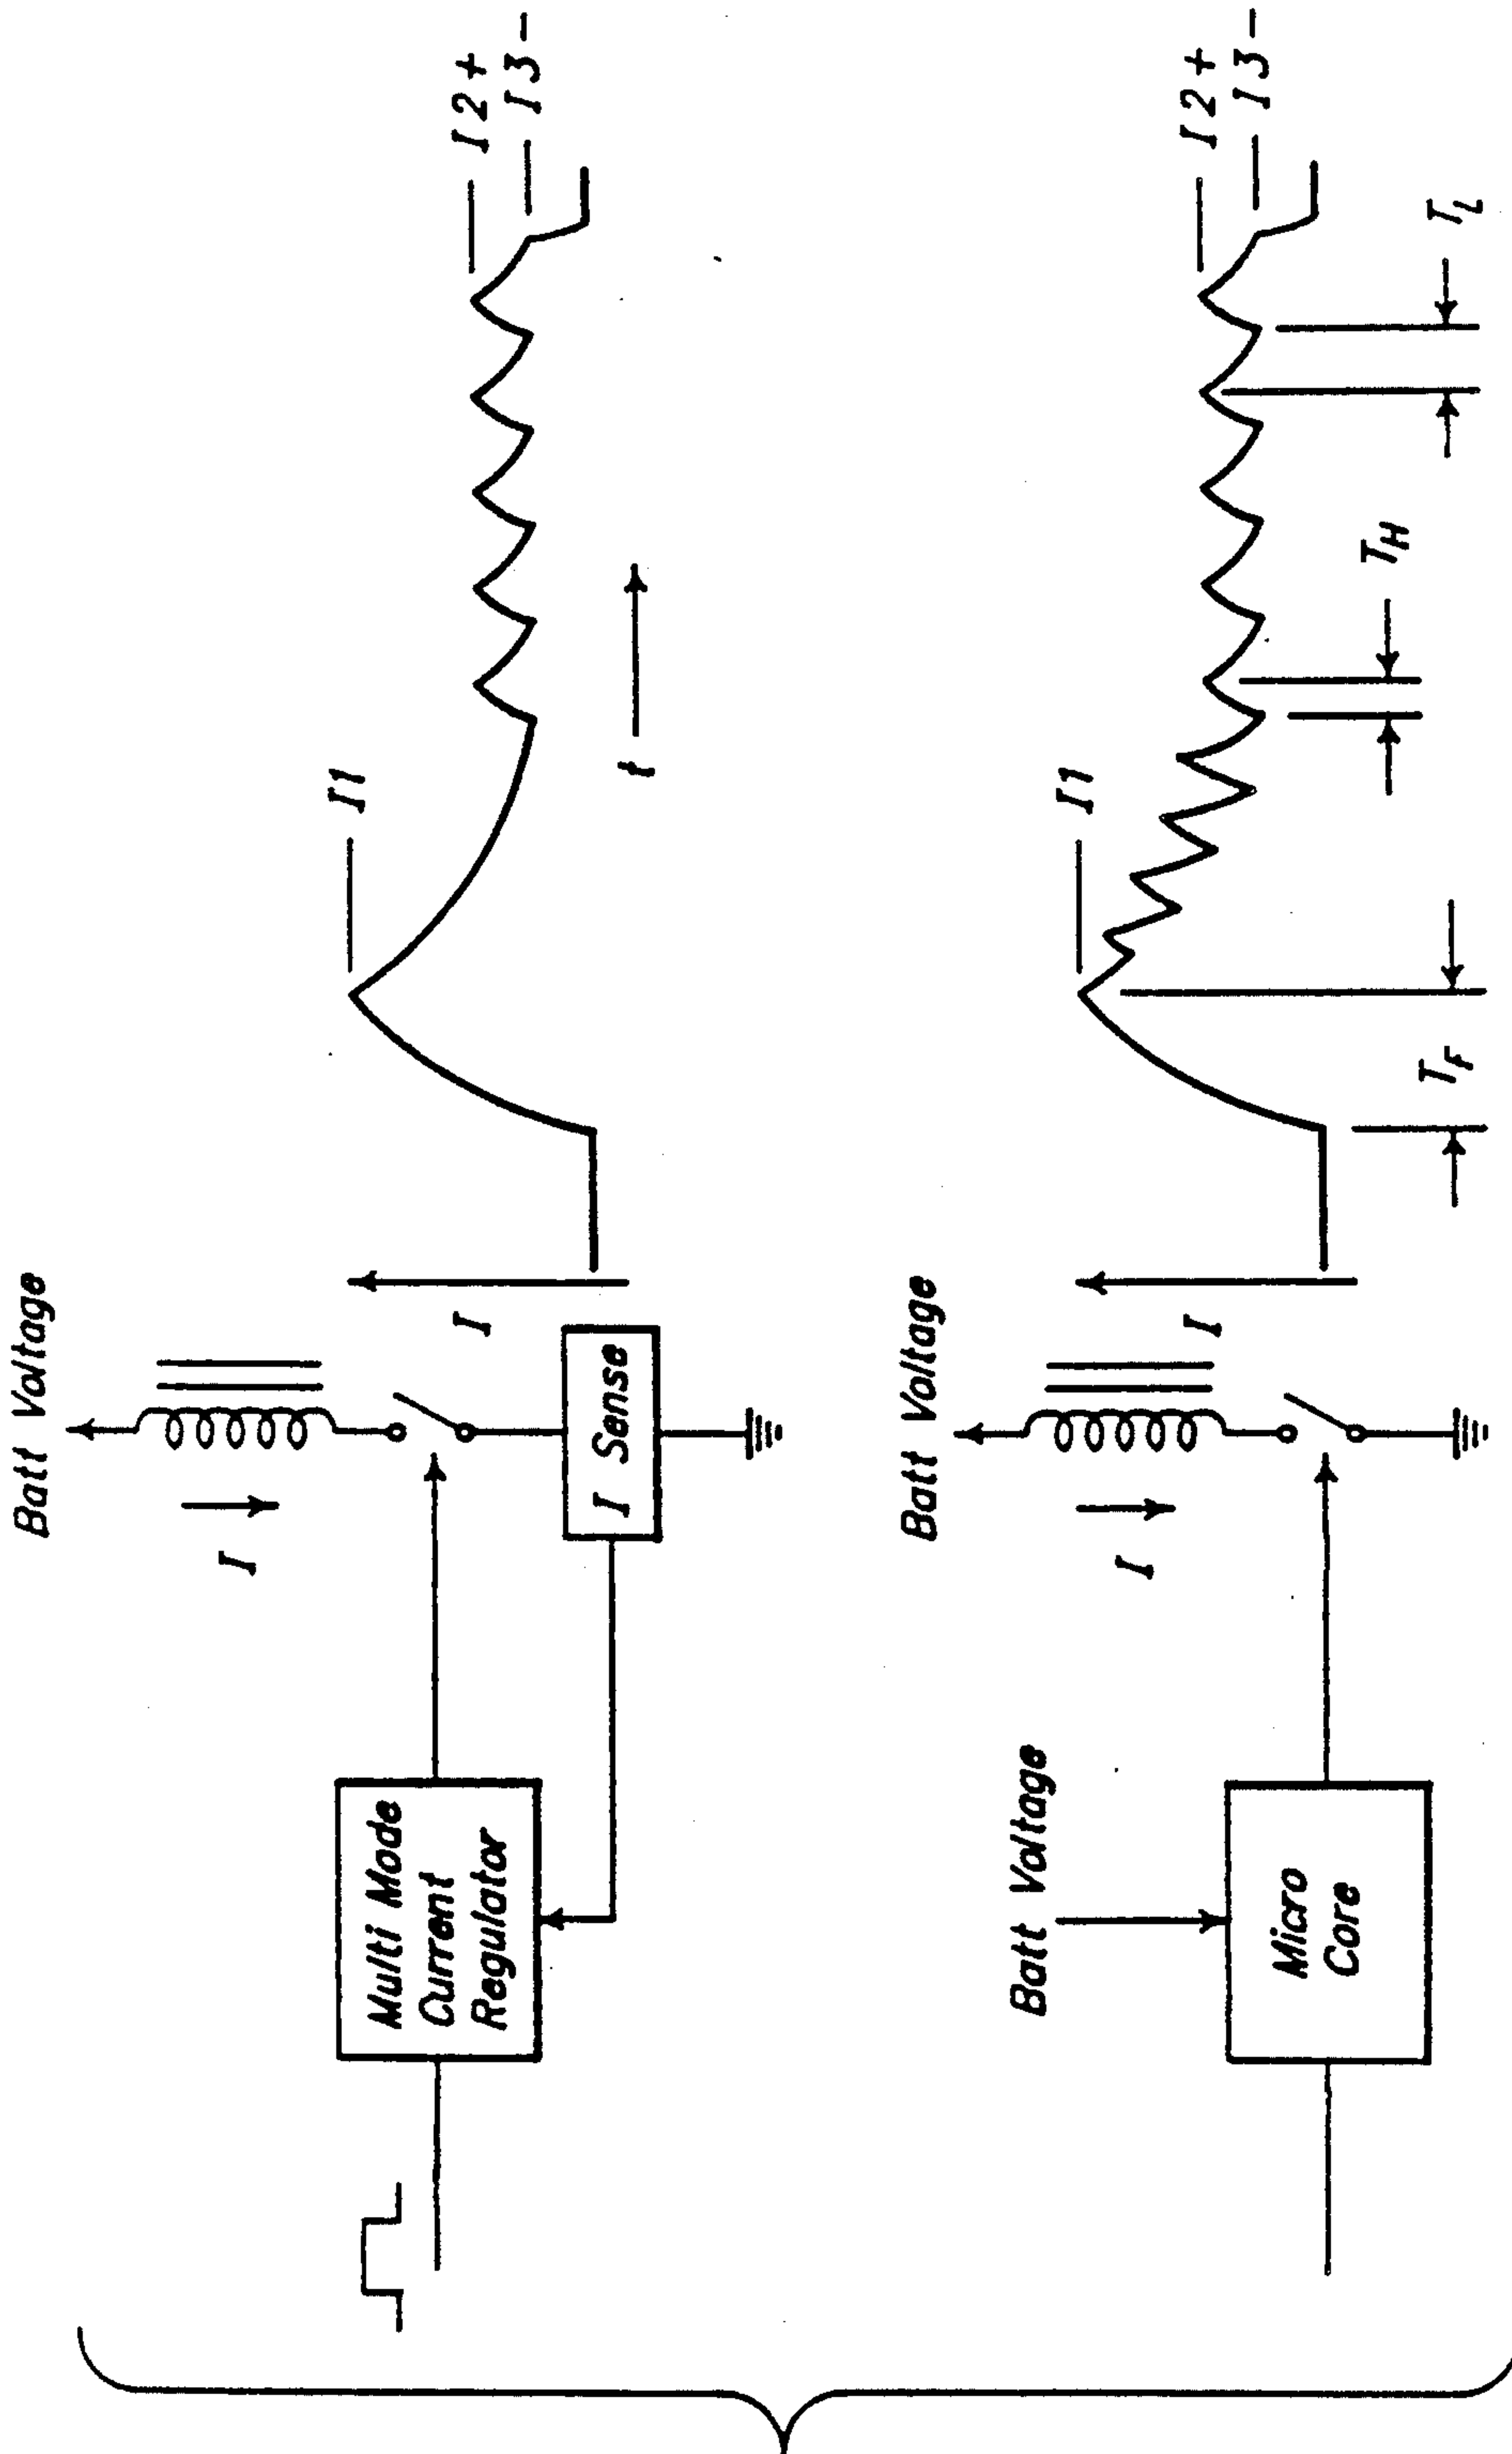 Batt Voltage
I
Multi Mode
Current
Regulator
I Sense
I
I1
t
I2+
I3-
Batt Voltage
Batt Voltage
I
Micro
Core
I
I1
I2+
I3-
TF
TH
TL